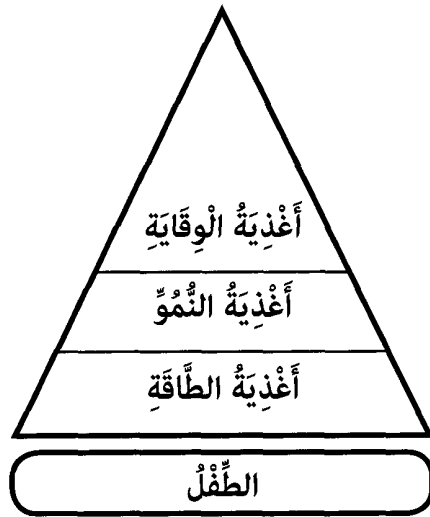 أَغْذِيَةُ الْوِقَايَةِ
أَغْذِيَةُ النُّمُوِّ
أَغْذِيَةُ الطَّاقَةِ
الطِّفْلُ